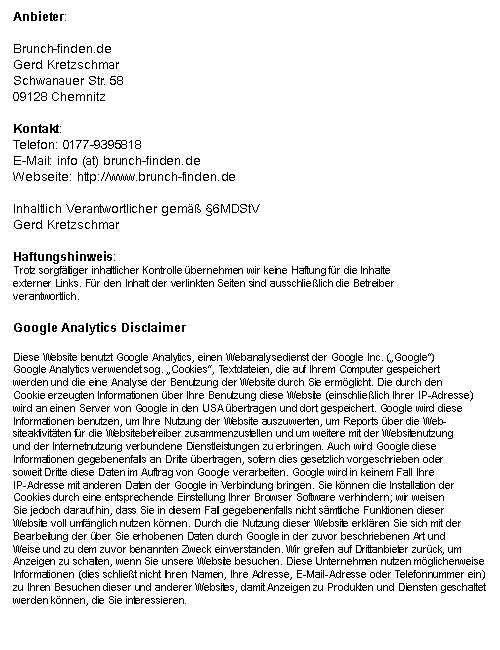 Anbieter:
Brunch-finden.de
Gerd Kretzschmar
Schwanauer Str. 58
09128 Chemnitz
Kontakt:
Telefon: 0177-9395818
E-Mail: info (at) brunch-finden.de
Webseite: http://www.brunch-finden.de
Inhaltlich Verantwortlicher gemäß §6MDStV
Gerd Kretzschmar
Haftungshinweis:
Trotz sorgfältiger inhaltlicher Kontrolle übernehmen wir keine Haftung für die Inhalte
externer Links. Für den Inhalt der verlinkten Seiten sind ausschließlich die Betreiber
verantwortlich.
Google Analytics Disclaimer
Diese Website benutzt Google Analytics, einen Webanalysedienst der Google Inc. („Google“)
Google Analytics verwendet sog. „Cookies“, Textdateien, die auf Ihrem Computer gespeichert
werden und die eine Analyse der Benutzung der Website durch Sie ermöglicht. Die durch den
Cookie erzeugten Informationen über Ihre Benutzung diese Website (einschließlich Ihrer IP-Adresse)
wird an einen Server von Google in den USA übertragen und dort gespeichert. Google wird diese
Informationen benutzen, um Ihre Nutzung der Website auszuwerten, um Reports über die Web-
siteaktivitäten für die Websitebetreiber zusammenzustellen und um weitere mit der Websitenutzung
und der Internetnutzung verbundene Dienstleistungen zu erbringen. Auch wird Google diese
Informationen gegebenenfalls an Dritte übertragen, sofern dies gesetzlich vorgeschrieben oder
soweit Dritte diese Daten im Auftrag von Google verarbeiten. Google wird in keinem Fall Ihre
IP-Adresse mit anderen Daten der Google in Verbindung bringen. Sie können die Installation der
Cookies durch eine entsprechende Einstellung Ihrer Browser Software verhindern; wir weisen
Sie jedoch darauf hin, dass Sie in diesem Fall gegebenenfalls nicht sämtliche Funktionen dieser
Website voll umfänglich nutzen können. Durch die Nutzung dieser Website erklären Sie sich mit der
Bearbeitung der über Sie erhobenen Daten durch Google in der zuvor beschriebenen Art und
Weise und zu dem zuvor benannten Zweck einverstanden. Wir greifen auf Drittanbieter zurück, um
Anzeigen zu schalten, wenn Sie unsere Website besuchen. Diese Unternehmen nutzen möglicherweise
Informationen (dies schließt nicht Ihren Namen, Ihre Adresse, E-Mail-Adresse oder Telefonnummer ein)
zu Ihren Besuchen dieser und anderer Websites, damit Anzeigen zu Produkten und Diensten geschaltet
werden können, die Sie interessieren.